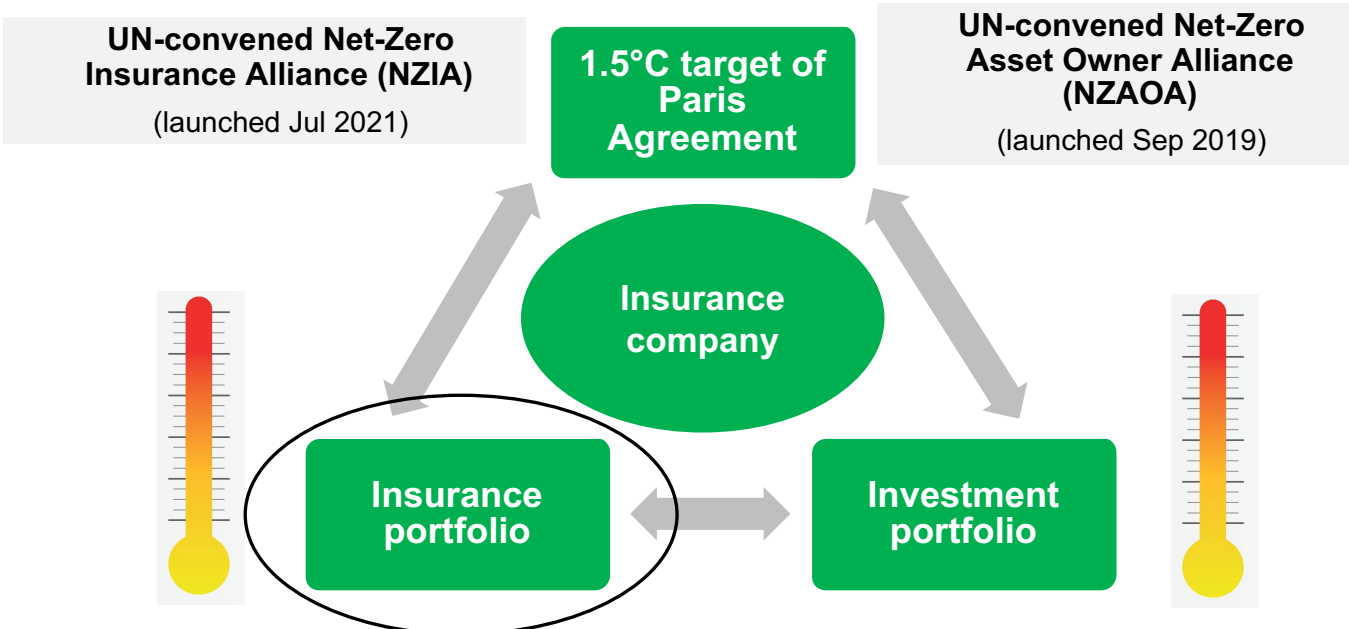 UN-convened Net-Zero
Insurance Alliance (NZIA)
(launched Jul 2021)
1.5°C target of
Paris
Agreement
UN-convened Net-Zero
Asset Owner Alliance
(NZAOA)
(launched Sep 2019)
Insurance
company
Insurance
portfolio
Investment
portfolio